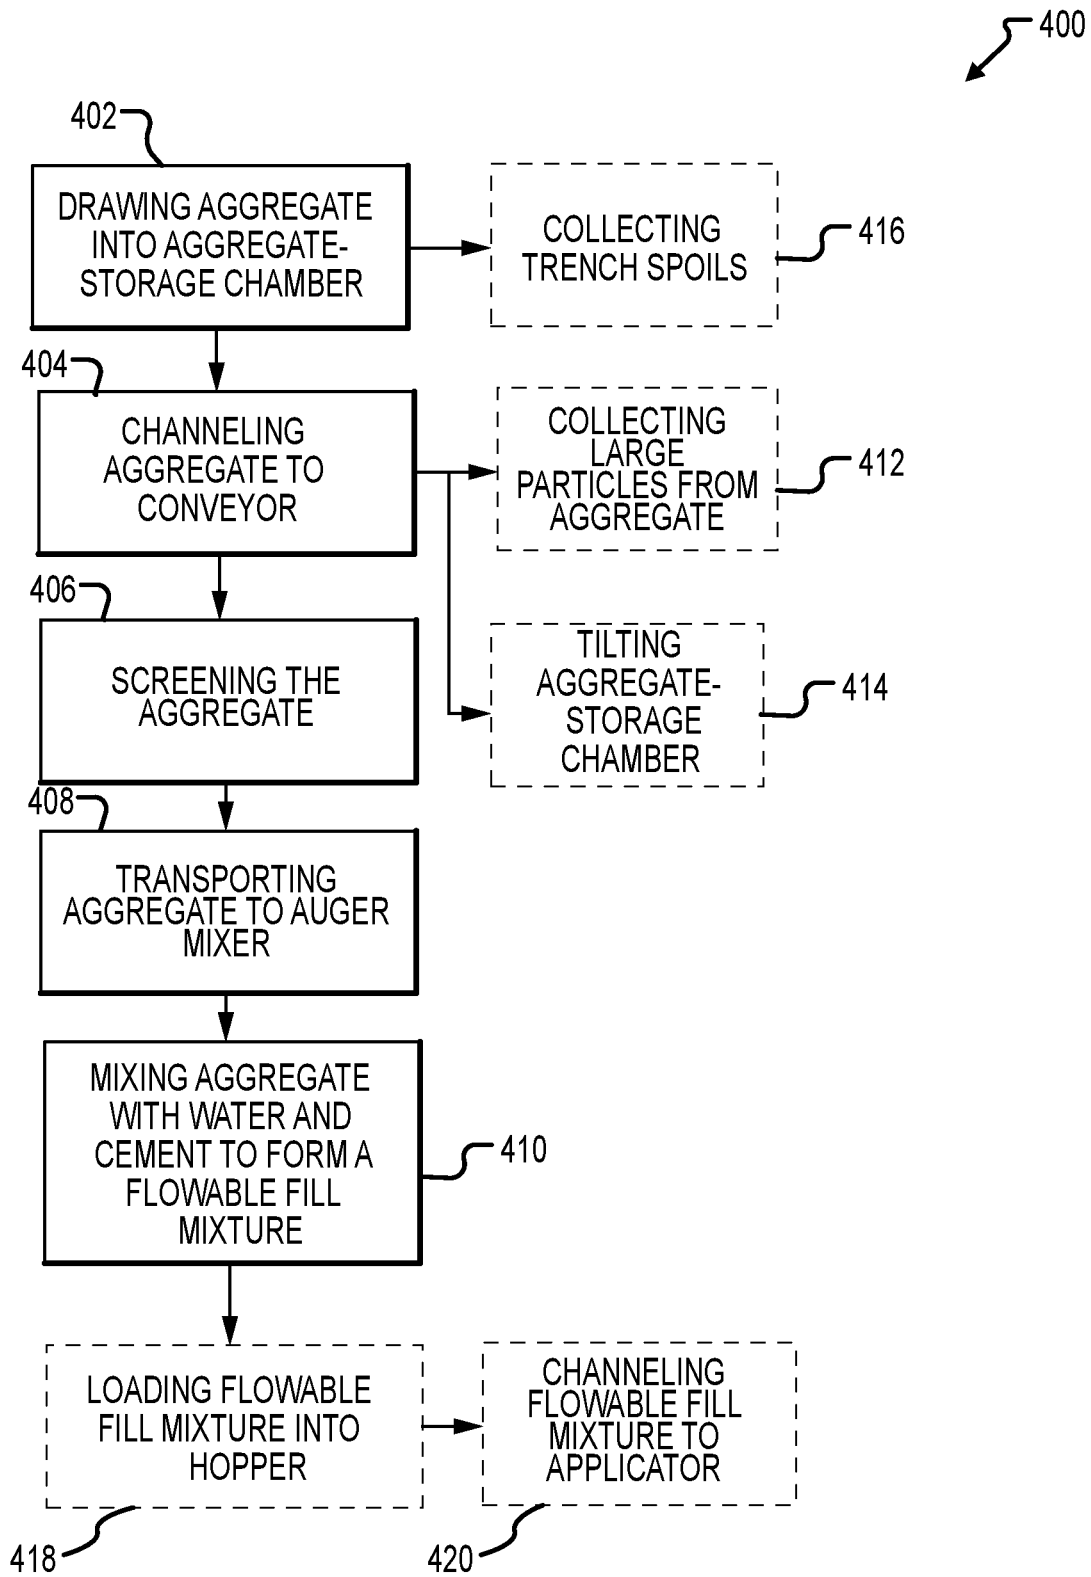 400
402
DRAWING AGGREGATE
INTO AGGREGATE-
STORAGE CHAMBER
COLLECTING
TRENCH SPOILS
416
404
CHANNELING
AGGREGATE TO
CONVEYOR
COLLECTING
LARGE
PARTICLES FROM
AGGREGATE
412
406
SCREENING THE
AGGREGATE
TILTING
AGGREGATE-
STORAGE
CHAMBER
414
408
TRANSPORTING
AGGREGATE TO AUGER
MIXER
MIXING AGGREGATE
WITH WATER AND
CEMENT TO FORM A
FLOWABLE FILL
MIXTURE
410
LOADING FLOWABLE
FILL MIXTURE INTO
HOPPER
418
CHANNELING
FLOWABLE FILL
MIXTURE TO
APPLICATOR
420